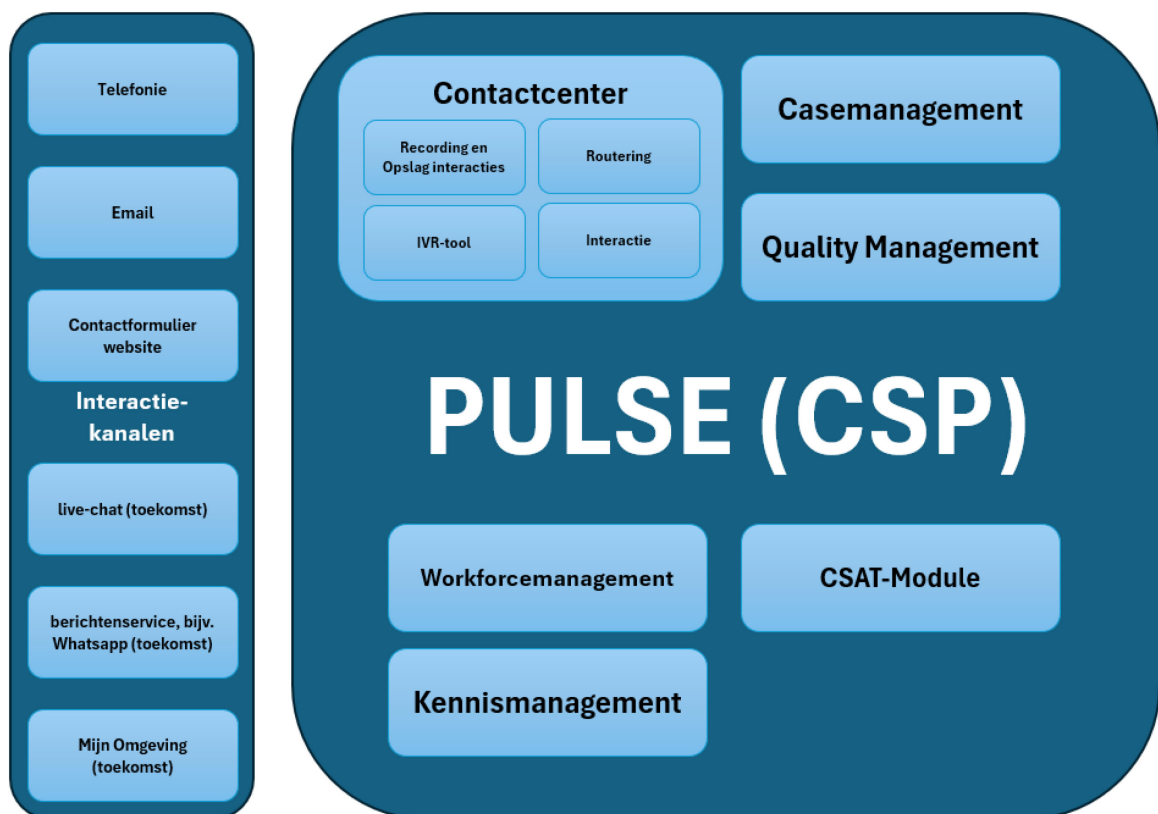 Telefonie
Email
Contactformulier
website
Interactie-
kanalen
live-chat (toekomst)
berichtenservice, bijv.
Whatsapp (toekomst)
Mijn Omgeving
(toekomst)
Contactcenter
Recording en
Opslag interacties
Routering
IVR-tool
Interactie
Casemanagement
Quality Management
PULSE (CSP)
Workforcemanagement
CSAT-Module
Kennismanagement